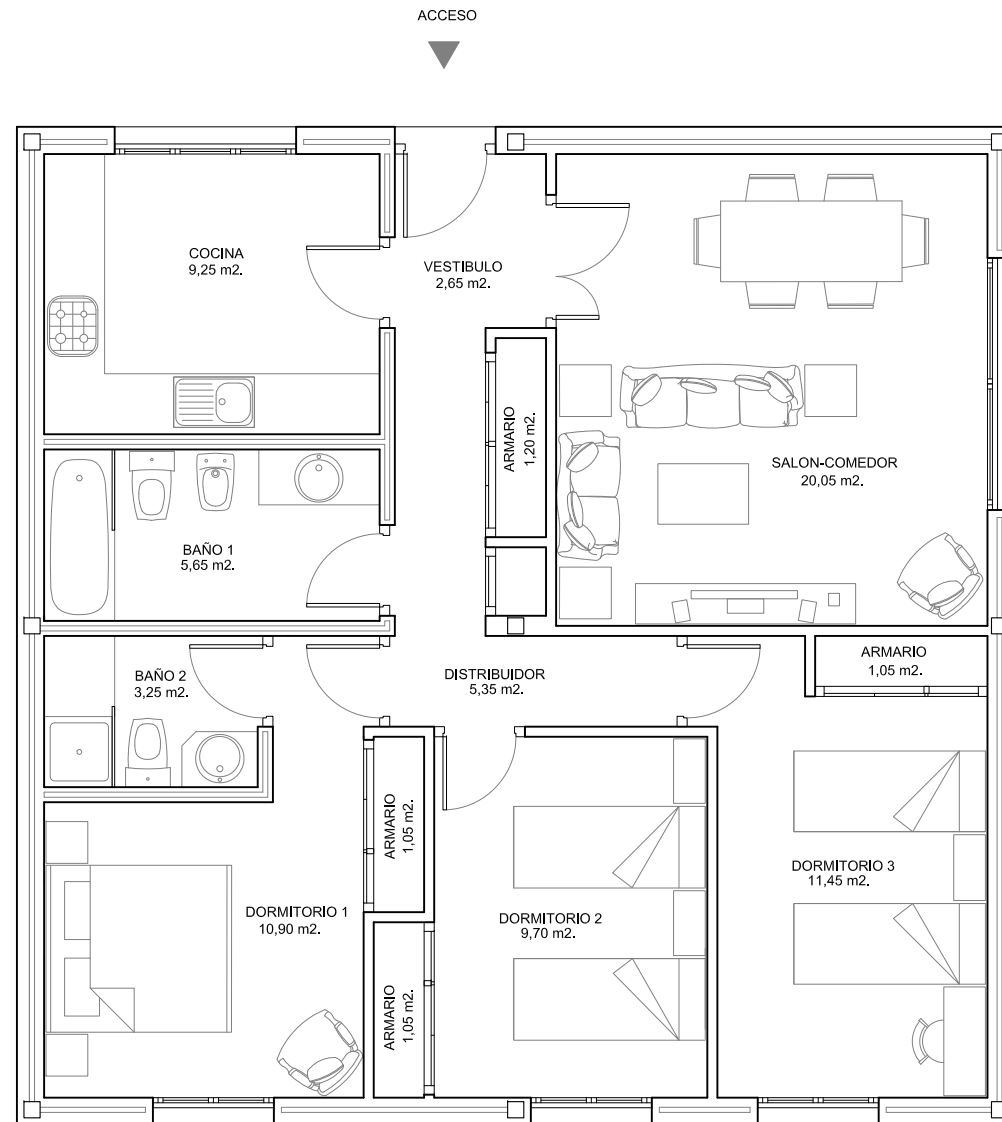 ACCESO
COCINA
9,25 m2.
VESTIBULO
2,65 m2.
ARMARIO
1,20 m2.
SALON-COMEDOR
20,05 m2.
BAÑO 1
5,65 m2.
BAÑO 2
3,25 m2.
DISTRIBUIDOR
5,35 m2.
ARMARIO
1,05 m2.
ARMARIO
1,05 m2.
DORMITORIO 1
10,90 m2.
ARMARIO
1,05 m2.
DORMITORIO 2
9,70 m2.
DORMITORIO 3
11,45 m2.